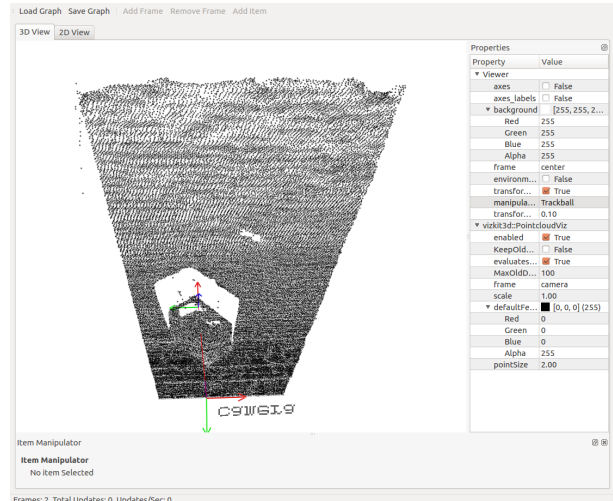 Load Graph Save Graph Add Frame Remove Frame Add Item
3D View 2D View
Properties
Property Value
Viewer
axes False
axes_labels False
background [255, 255, 2...
Red 255
Green 255
Blue 255
Alpha 255
frame center
environm... False
transfor... True
manipula... Trackball
transfor... 0.10
vizkit3d::PointcloudViz
enabled True
KeepOld... False
evaluates... True
MaxOldD... 100
frame camera
scale 1.00
defaultFe... [0, 0, 0] (255)
Red 0
Green 0
Blue 0
Alpha 255
pointSize 2.00
camera
Item Manipulator
Item Manipulator
No item Selected
Frames: 2, Total Updates: 0, Updates/Sec: 0